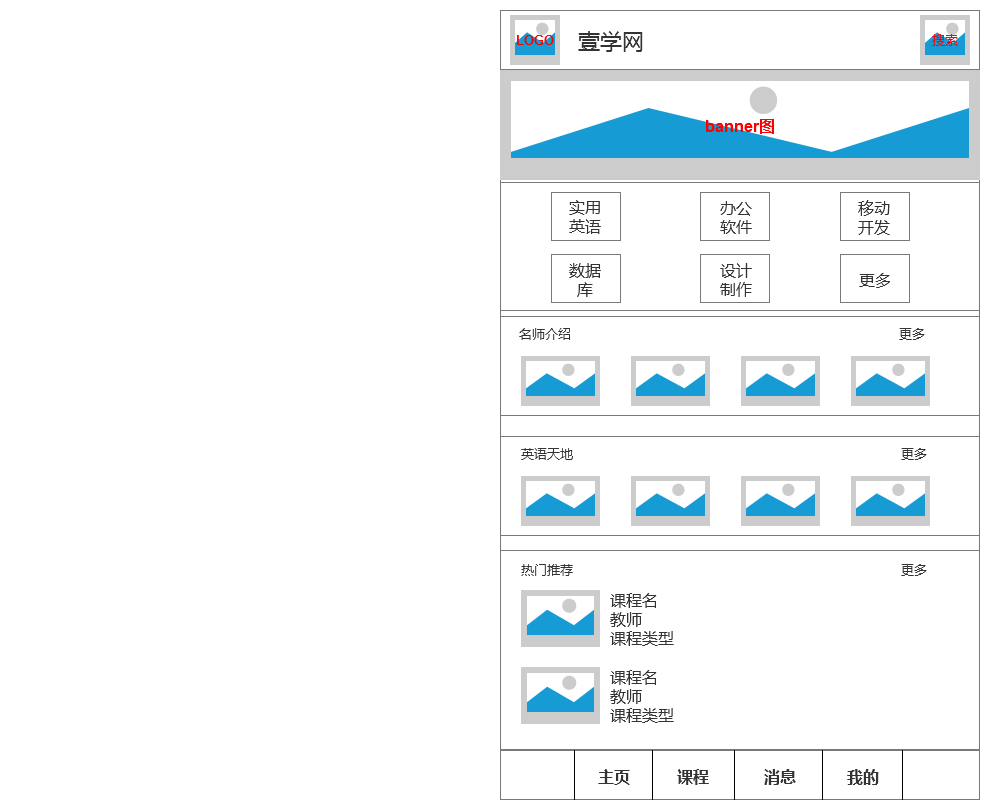 LOGO
壹学网
搜索
banner图
实用
英语
办公
软件
移动
开发
数据
库
设计
制作
更多
名师介绍
更多
英语天地
更多
热门推荐
更多
课程名
教师
课程类型
课程名
教师
课程类型
主页
课程
消息
我的